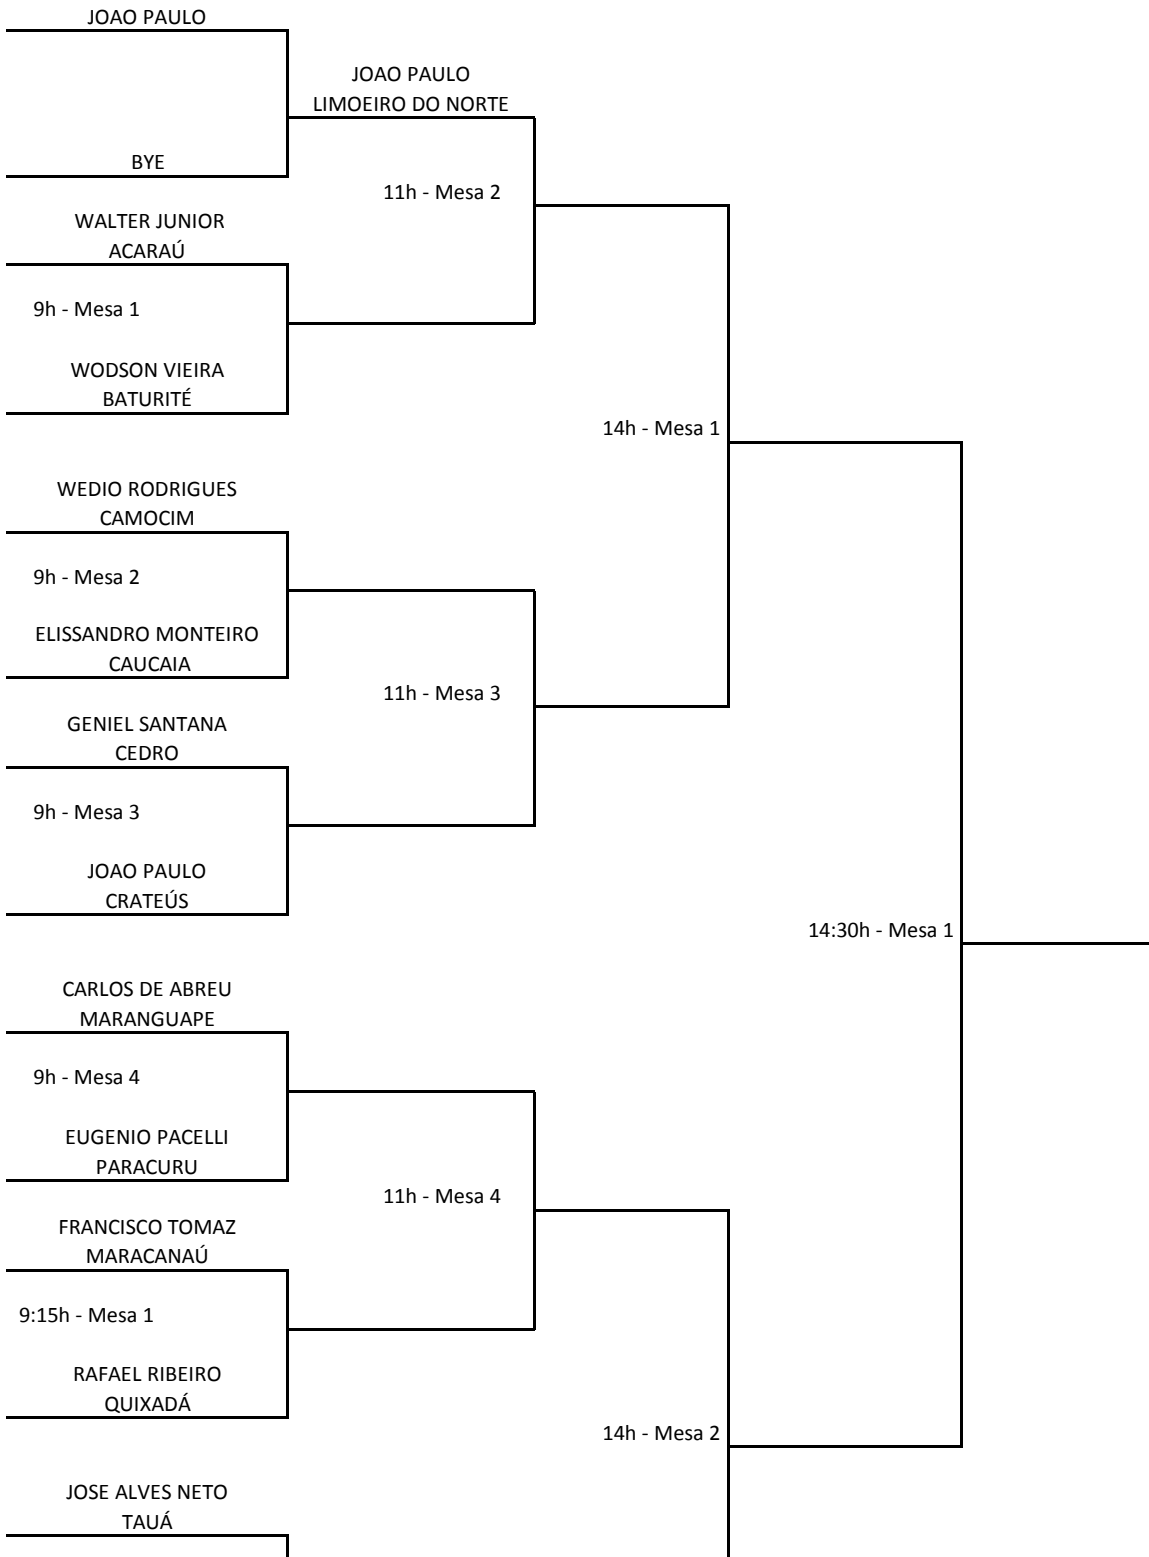 JOAO PAULO
JOAO PAULO
LIMOEIRO DO NORTE
BYE
11h - Mesa 2
WALTER JUNIOR
ACARAÚ
9h - Mesa 1
WODSON VIEIRA
BATURITÉ
14h - Mesa 1
WEDIO RODRIGUES
CAMOCIM
9h - Mesa 2
ELISSANDRO MONTEIRO
CAUCAIA
11h - Mesa 3
GENIEL SANTANA
CEDRO
9h - Mesa 3
JOAO PAULO
CRATEÚS
14:30h - Mesa 1
CARLOS DE ABREU
MARANGUAPE
9h - Mesa 4
EUGENIO PACELLI
PARACURU
11h - Mesa 4
FRANCISCO TOMAZ
MARACANAÚ
9:15h - Mesa 1
RAFAEL RIBEIRO
QUIXADÁ
14h - Mesa 2
JOSE ALVES NETO
TAUÁ